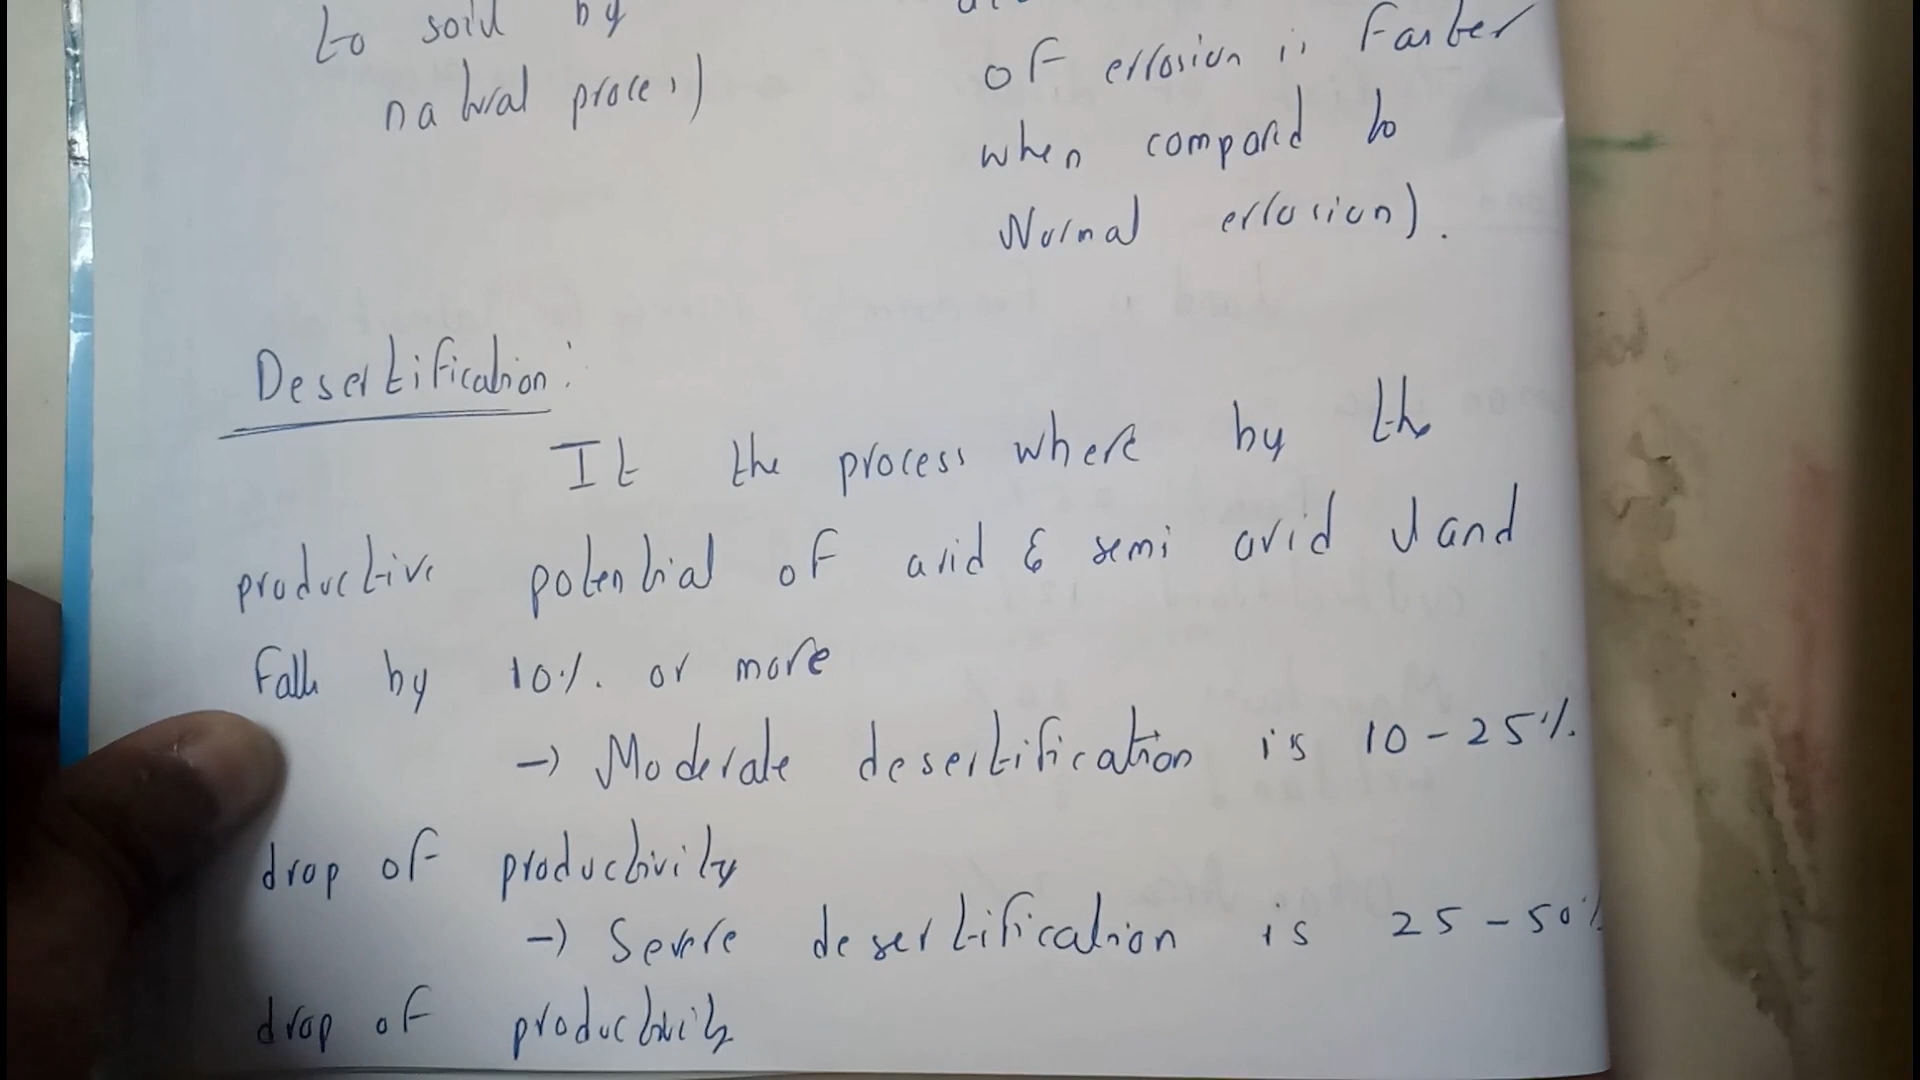 to soil by
natural process)
of errosion is Faster
when compared to
Normal errosion).
Desertification:
It the process where by the
productive potential of arid & semi arid land
Falls by 10%. or more
→ Moderate desertification is 10-25%.
drop of productivity
→ Severe desertification is 25-50%
drop of productivity